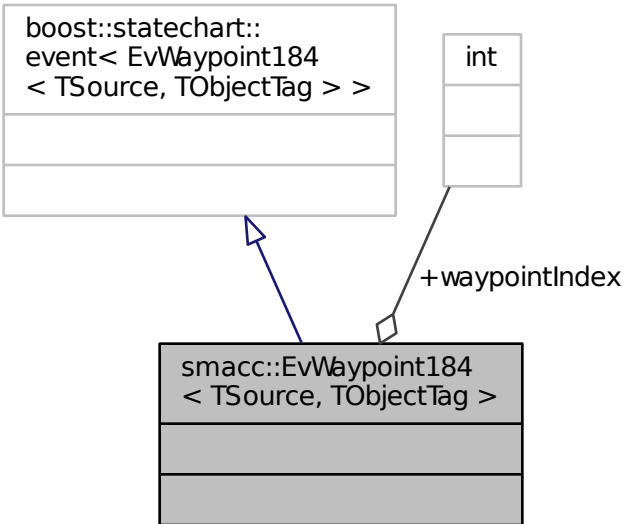 boost::statechart::
event< EvWaypoint184
< TSource, TObjectTag > >
int
+waypointIndex
smacc::EvWaypoint184
< TSource, TObjectTag >